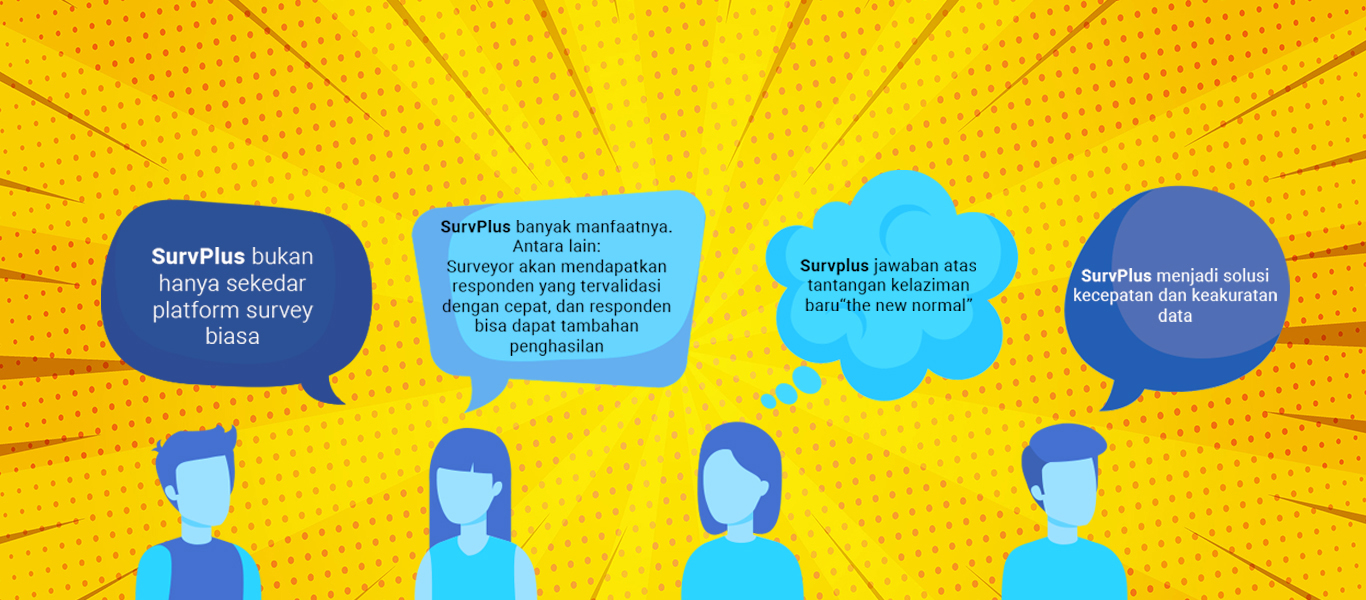 SurvPlus bukan
hanya sekedar
platform survey
biasa
SurvPlus banyak manfaatnya.
Antara lain:
Surveyor akan mendapatkan
responden yang tervalidasi
dengan cepat, dan responden
bisa dapat tambahan
penghasilan
Survplus jawaban atas
tantangan kelaziman
baru“the new normal”
SurvPlus menjadi solusi
kecepatan dan keakuratan
data